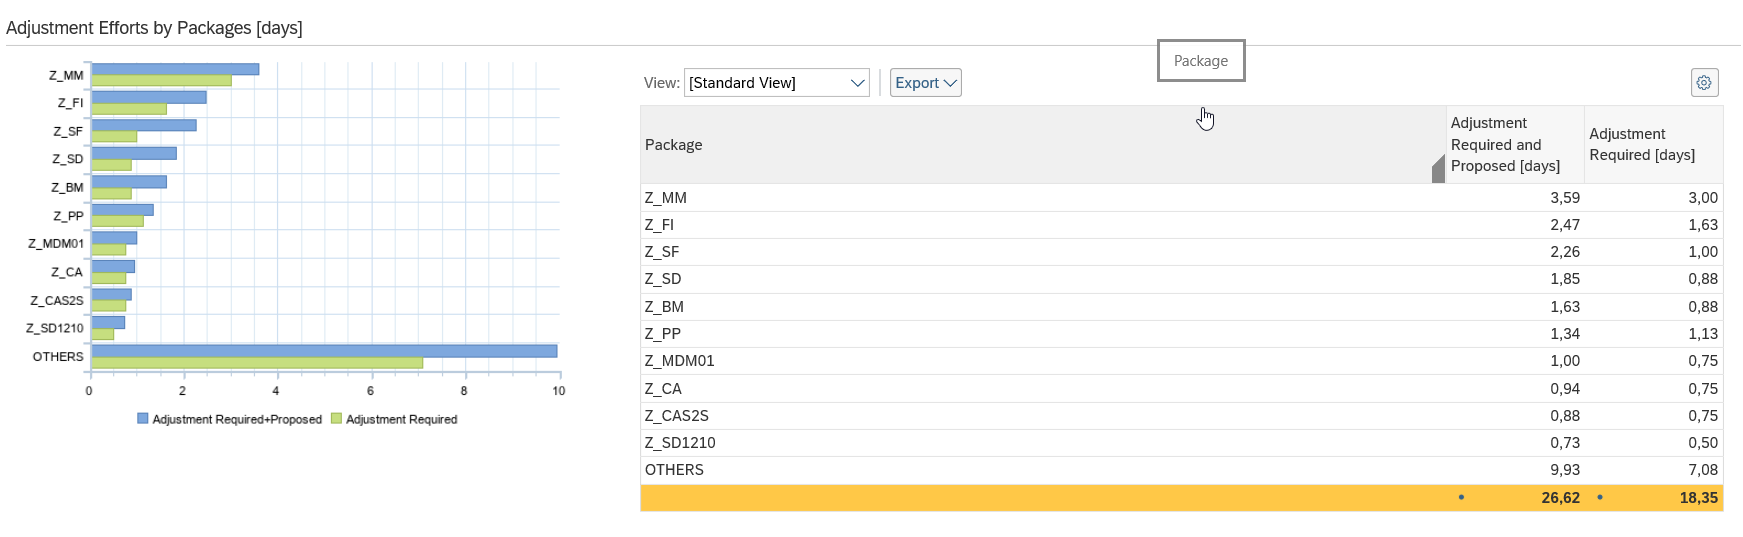 Adjustment Efforts by Packages [days]
Z_MM
Z_FI
Z_SF
Z_SD
Z_BM
Z_PP
Z_MDM01
Z_CA
Z_CAS2S
Z_SD1210
OTHERS
0 2 4 6 8 10
Adjustment Required+Proposed Adjustment Required
Package
View: [Standard View] Export
Package
Adjustment
Required and
Proposed [days]
Adjustment
Required [days]
Z_MM 3,59 3,00
Z_FI 2,47 1,63
Z_SF 2,26 1,00
Z_SD 1,85 0,88
Z_BM 1,63 0,88
Z_PP 1,34 1,13
Z_MDM01 1,00 0,75
Z_CA 0,94 0,75
Z_CAS2S 0,88 0,75
Z_SD1210 0,73 0,50
OTHERS 9,93 7,08
• 26,62 • 18,35